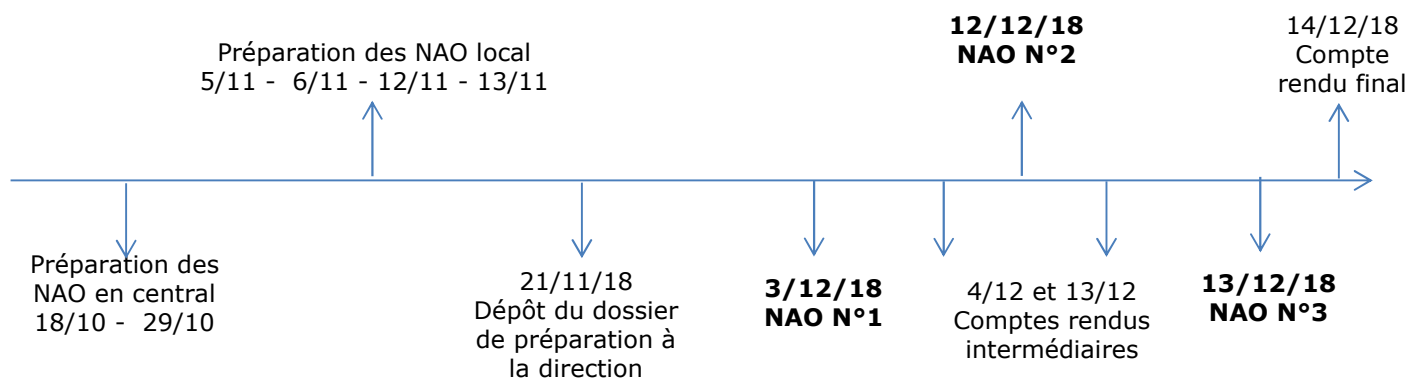 Préparation des NAO local
5/11 - 6/11 - 12/11 - 13/11
12/12/18
NAO N°2
14/12/18
Compte
rendu final
Préparation des
NAO en central
18/10 - 29/10
21/11/18
Dépôt du dossier
de préparation à
la direction
3/12/18
NAO N°1
4/12 et 13/12
Comptes rendus
intermédiaires
13/12/18
NAO N°3